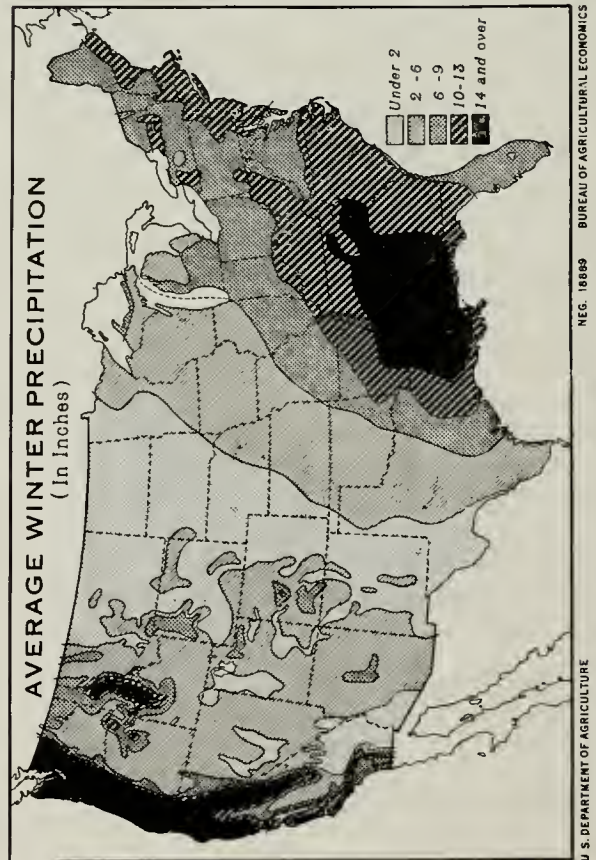 AVERAGE WINTER PRECIPITATION
(In Inches)
Under 2
2-6
6-9
10-13
14 and over
U. S. DEPARTMENT OF AGRICULTURE
NEG. 18889
BUREAU OF AGRICULTURAL ECONOMICS